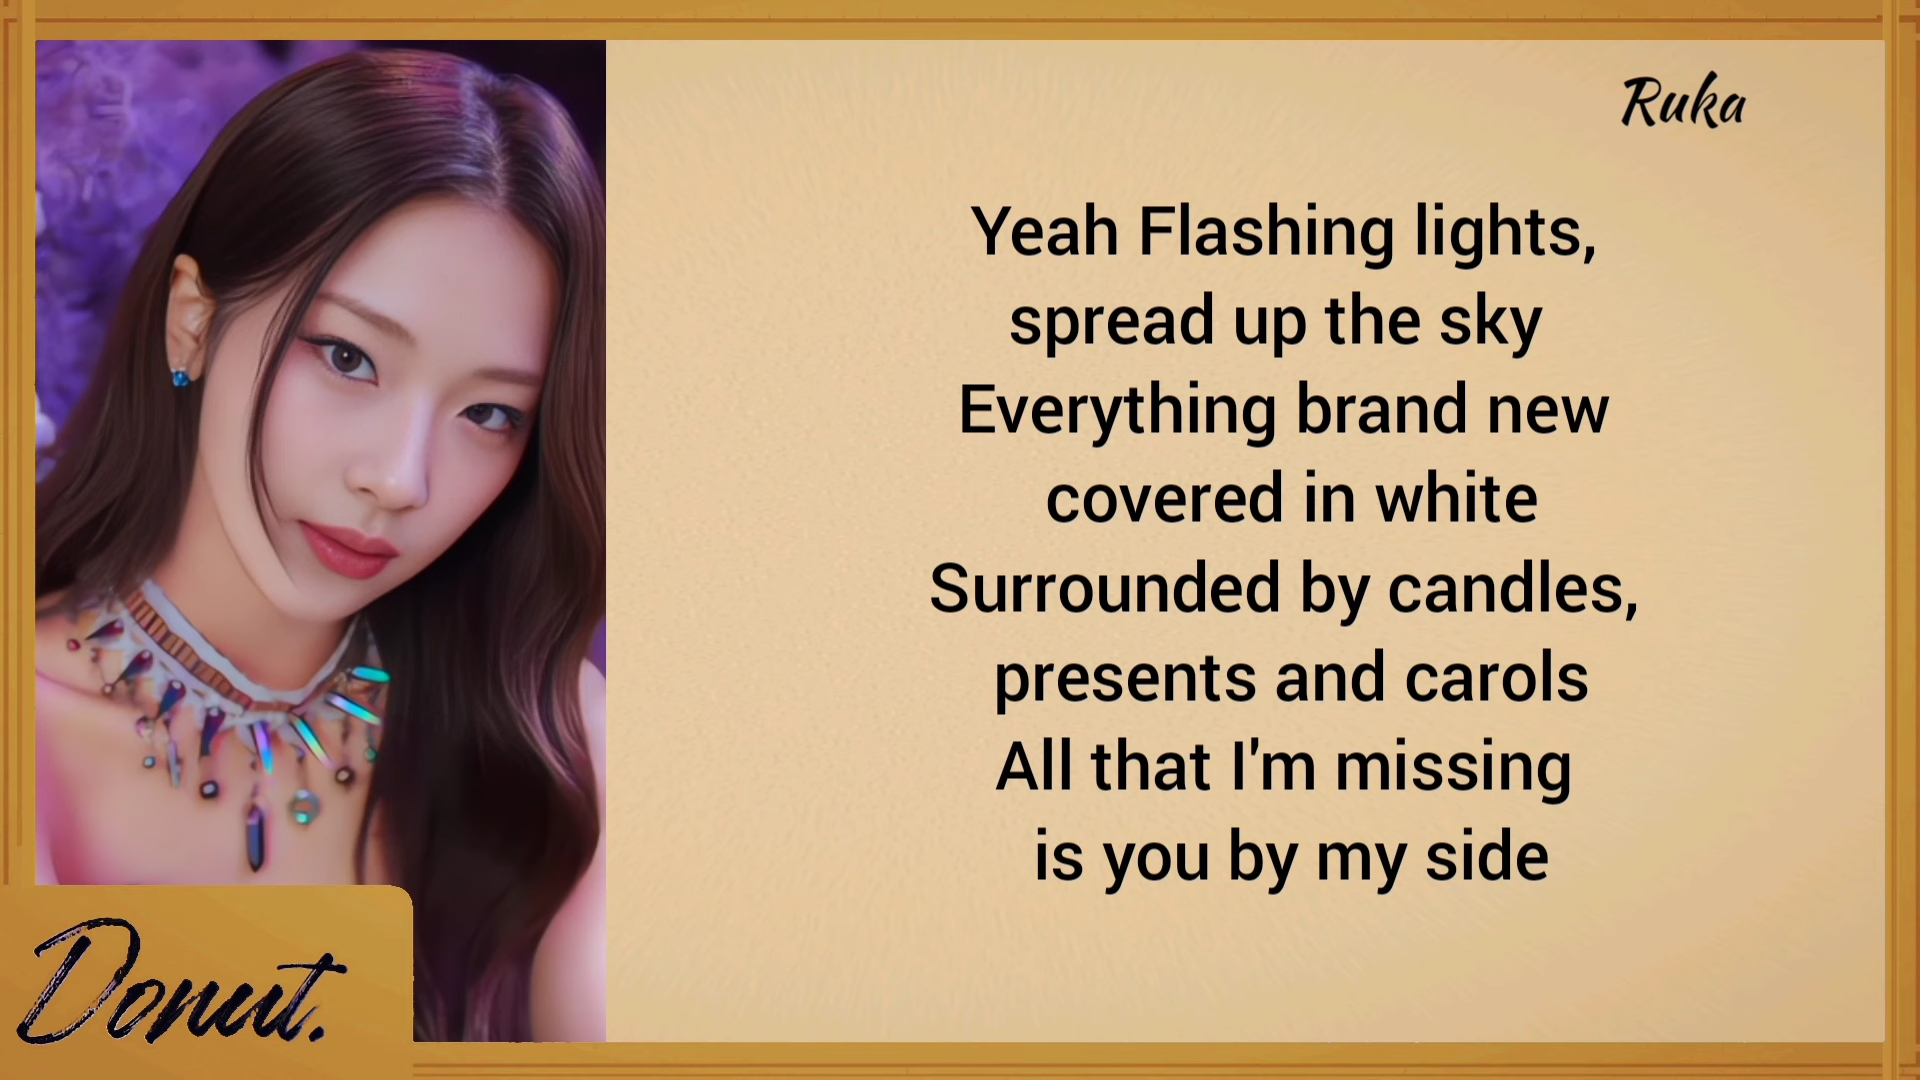 Ruka
Yeah Flashing lights,
spread up the sky
Everything brand new
covered in white
Surrounded by candles,
presents and carols
All that I'm missing
is you by my side
Donut.